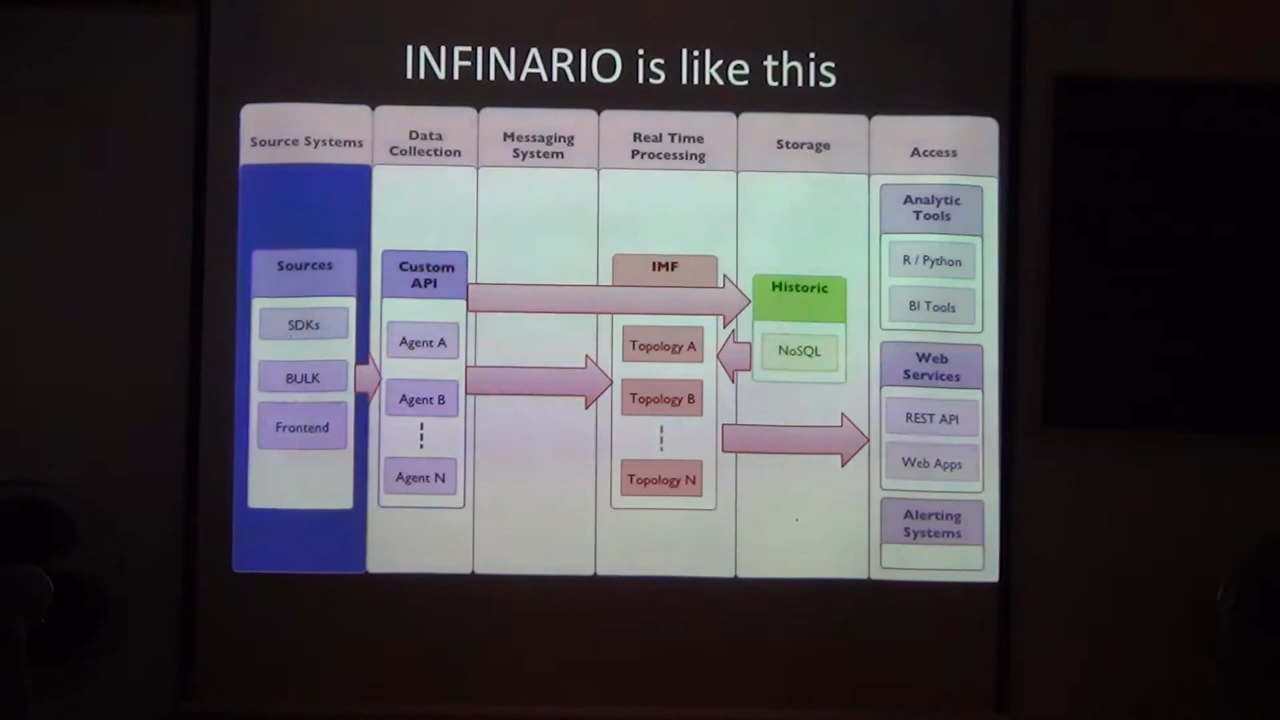 INFINARIO is like this
Source Systems
Data
Collection
Messaging
System
Real Time
Processing
Storage
Access
Sources
SDKs
BULK
Frontend
Custom
API
Agent A
Agent B
Agent N
IMF
Topology A
Topology B
Topology N
Historic
NoSQL
Analytic
Tools
R / Python
BI Tools
Web
Services
REST API
Web Apps
Alerting
Systems